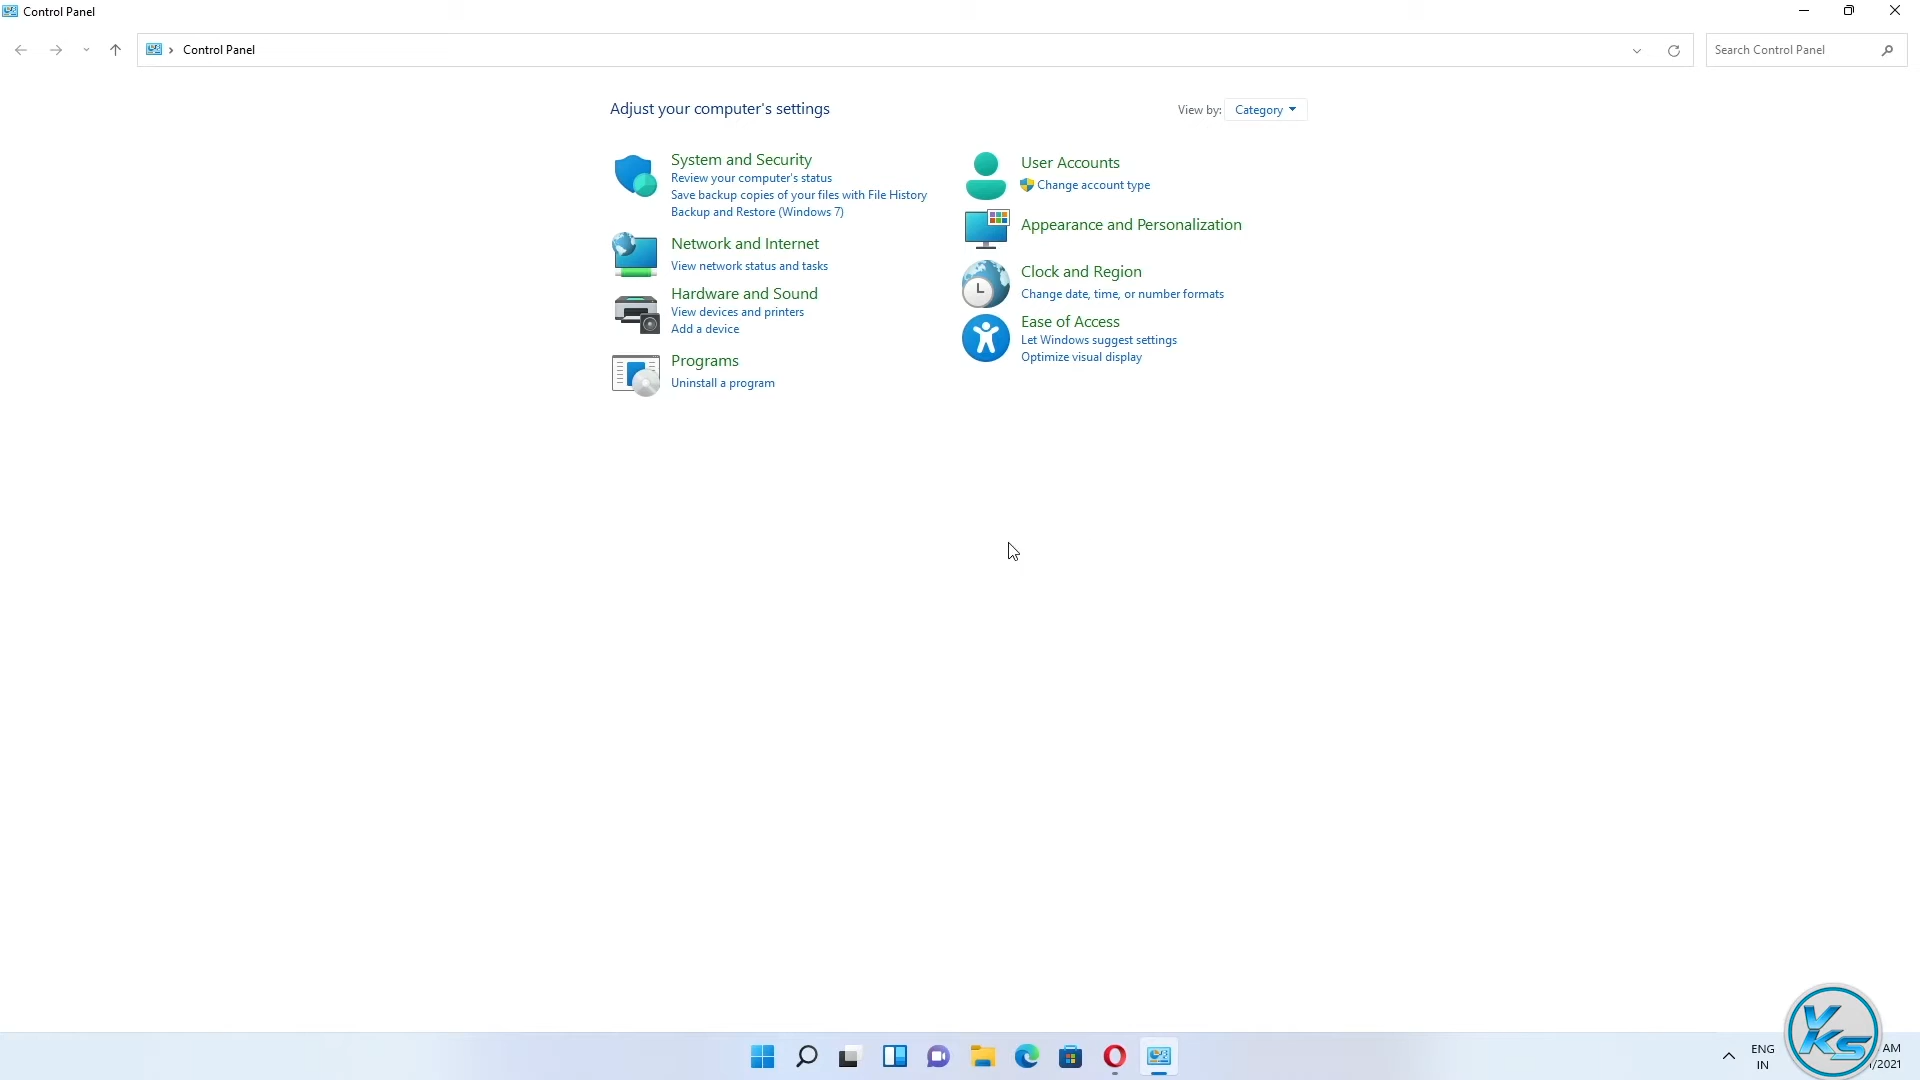 Control Panel
Control Panel
Search Control Panel
Adjust your computer's settings
View by: Category
System and Security
Review your computer's status
Save backup copies of your files with File History
Backup and Restore (Windows 7)
Network and Internet
View network status and tasks
Hardware and Sound
View devices and printers
Add a device
Programs
Uninstall a program
User Accounts
Change account type
Appearance and Personalization
Clock and Region
Change date, time, or number formats
Ease of Access
Let Windows suggest settings
Optimize visual display
ENG
IN
VKS
AM
/2021